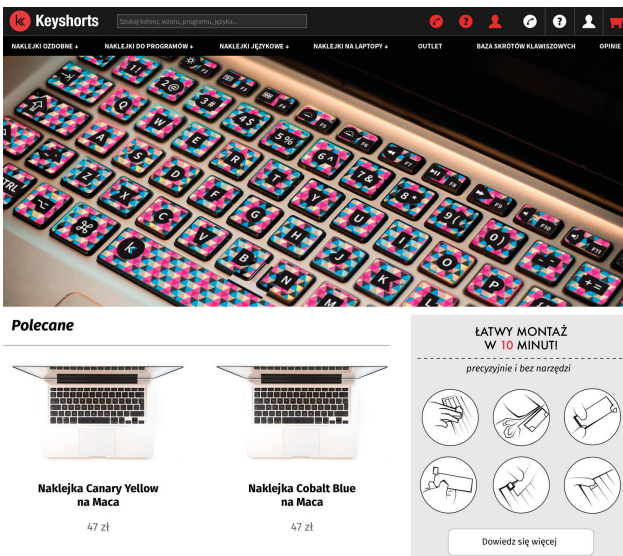 Keyshorts
Szukaj koloru, wzoru, programu, języka...
NAKLEJKI OZDOBNE
NAKLEJKI DO PROGRAMÓW
NAKLEJKI JĘZYKOWE
NAKLEJKI NA LAPTOPY
OUTLET
BAZA SKRÓTÓW KLAWISZOWYCH
OPINIE
Polecane
ŁATWY MONTAŻ
W 10 MINUT!
precyzyjnie i bez narzędzi
Naklejka Canary Yellow
na Maca
47 zł
Naklejka Cobalt Blue
na Maca
47 zł
Dowiedz się więcej